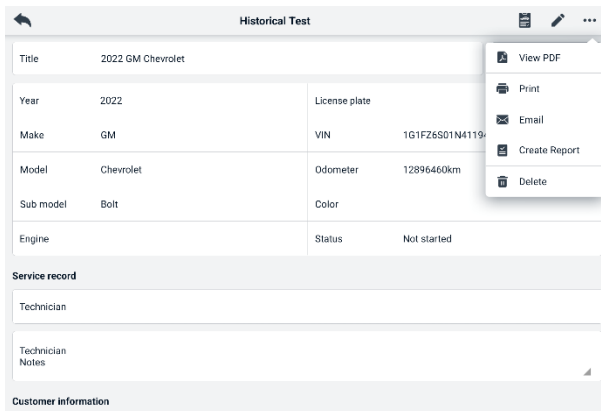 Historical Test
Title 2022 GM Chevrolet
View PDF
Print
Email
Create Report
Delete
Year 2022 License plate
Make GM VIN 1G1FZ6S01N4119
Model Chevrolet Odometer 12896460km
Sub model Bolt Color
Engine Status Not started
Service record
Technician
Technician
Notes
Customer information